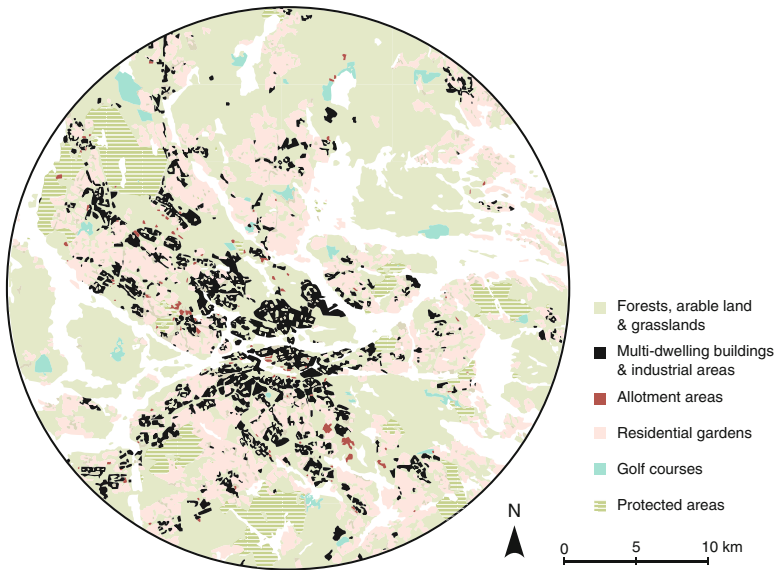 Forests, arable land
& grasslands
Multi-dwelling buildings
& industrial areas
Allotment areas
Residential gardens
Golf courses
Protected areas
N
0 5 10 km